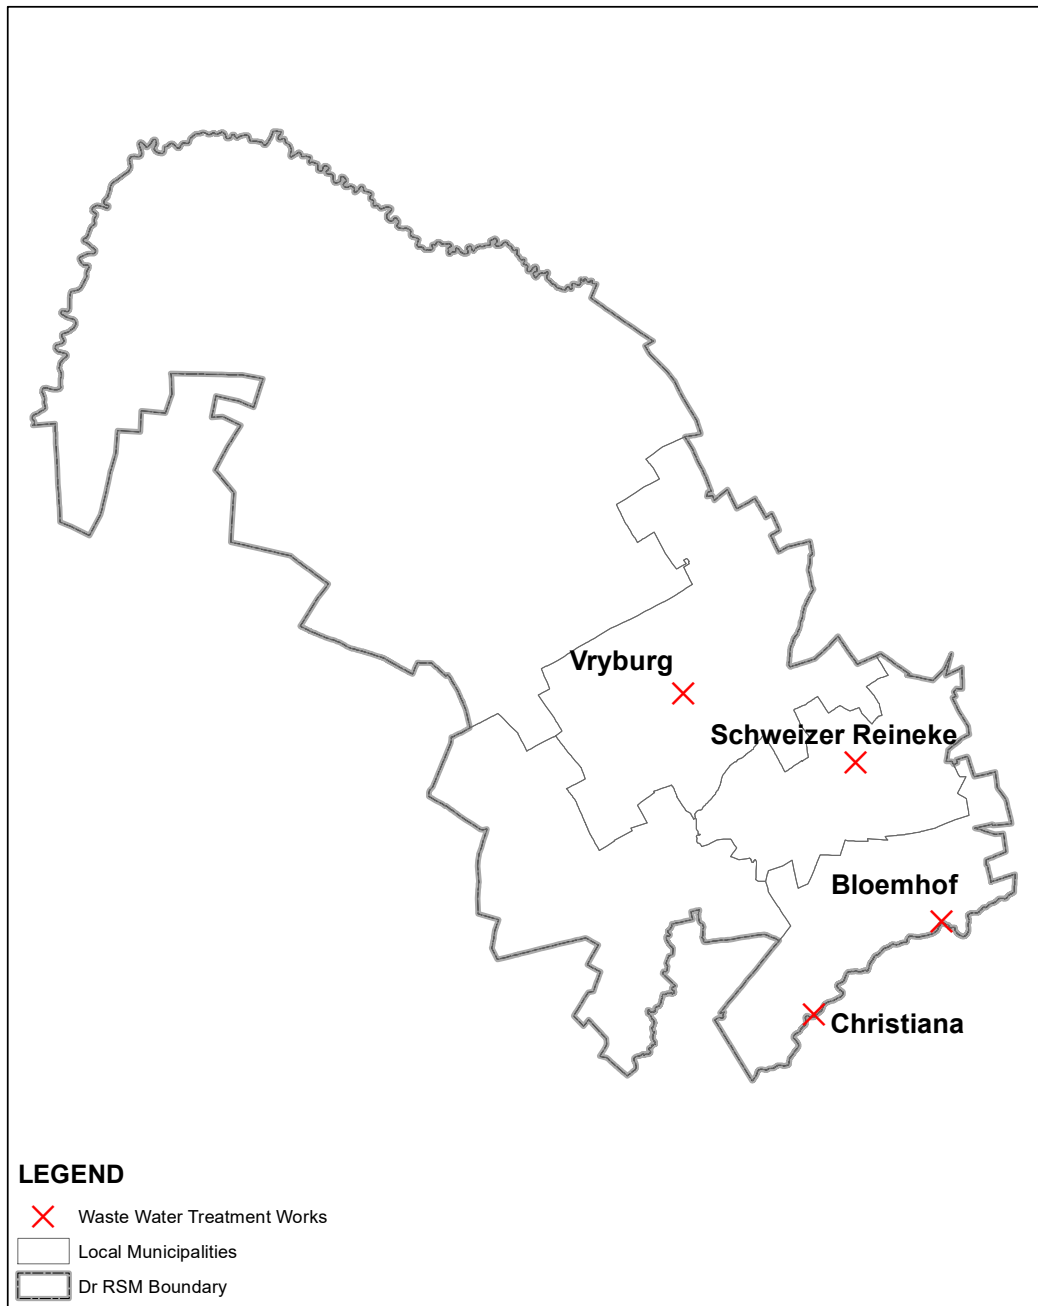 Vryburg
Schweizer Reineke
Bloemhof
Christiana
LEGEND
Waste Water Treatment Works
Local Municipalities
Dr RSM Boundary